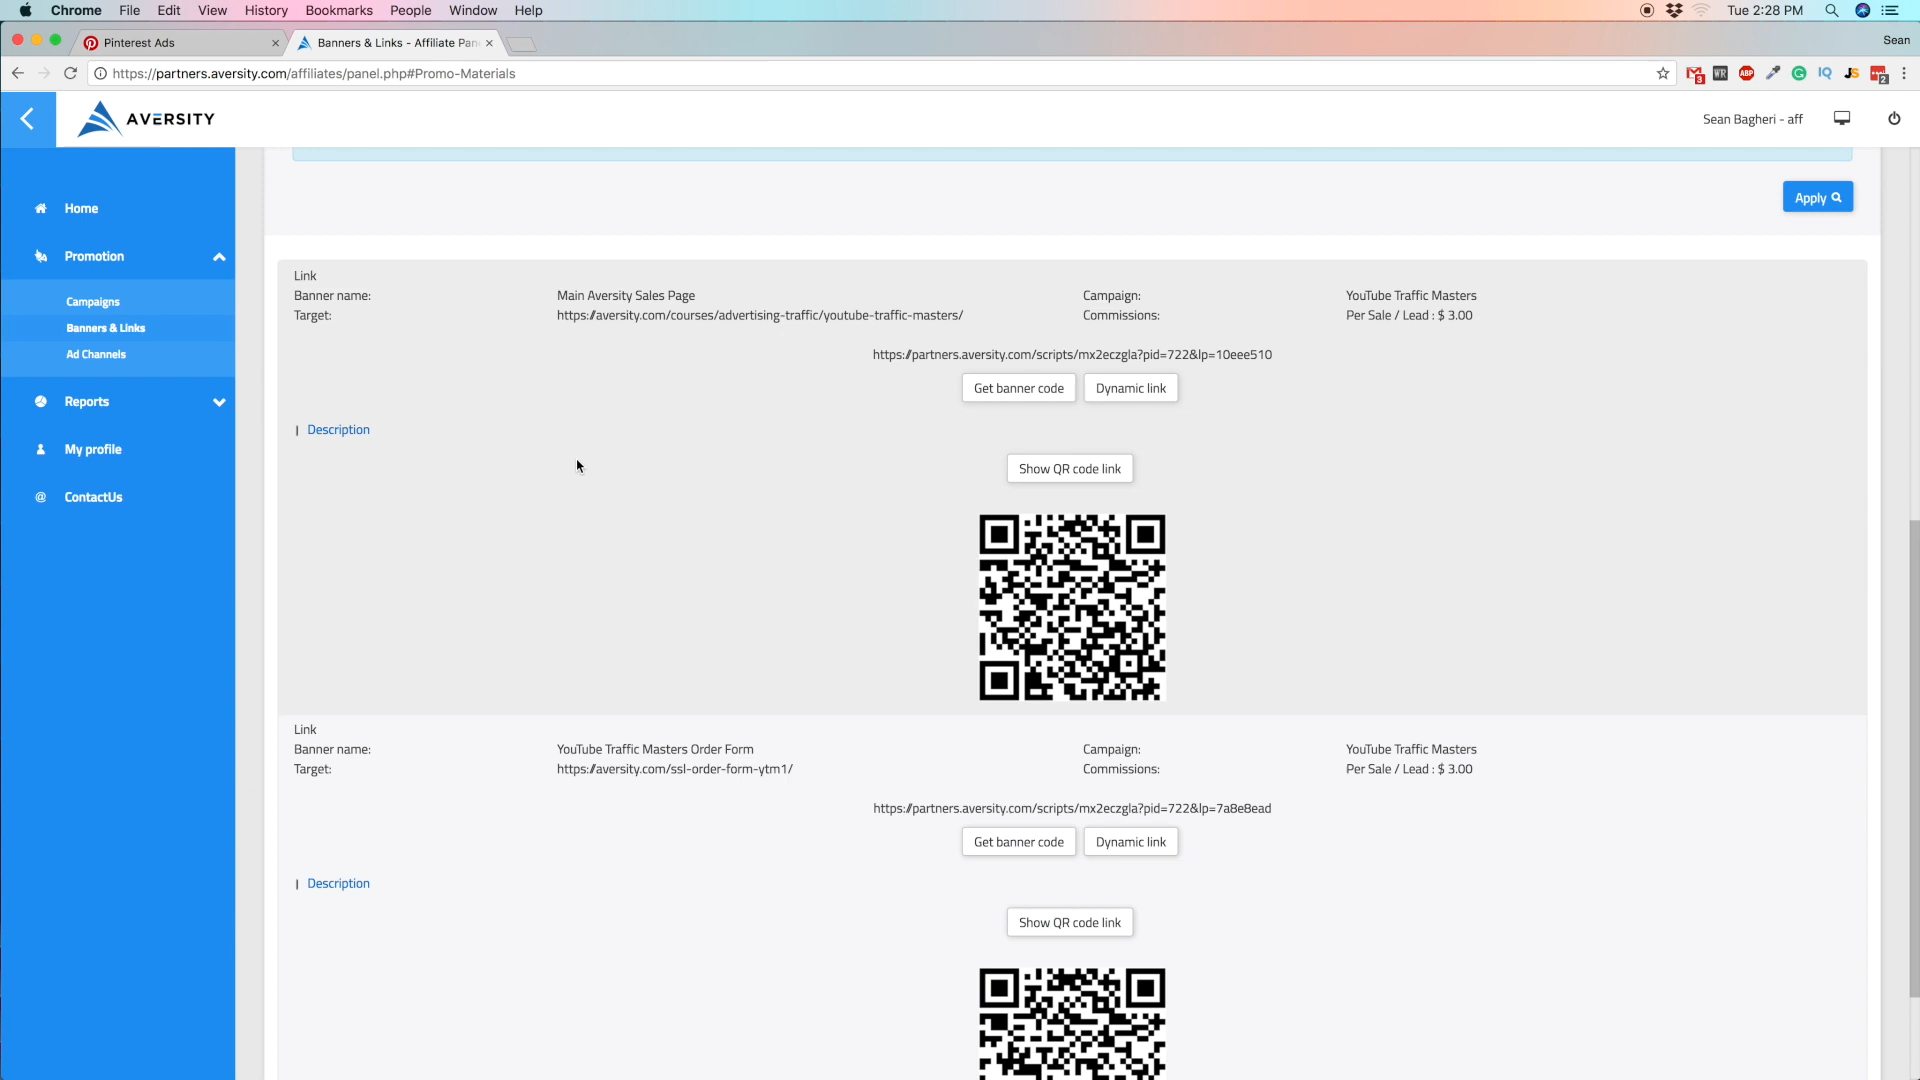 Chrome File Edit View History Bookmarks People Window Help Tue 2:28 PM
Pinterest Ads Banners & Links - Affiliate Pan Sean
https://partners.aversity.com/affiliates/panel.php#Promo-Materials
3 WR ABP IQ JS 2
AVERSITY Sean Bagheri - aff
Apply
Home
Promotion
Campaigns
Banners & Links
Ad Channels
Reports
My profile
ContactUs
Link
Banner name: Main Aversity Sales Page Campaign: YouTube Traffic Masters
Target: https://aversity.com/courses/advertising-traffic/youtube-traffic-masters/ Commissions: Per Sale / Lead : $ 3.00
https://partners.aversity.com/scripts/mx2eczgla?pid=722&lp=10eee510
Get banner code Dynamic link
| Description
Show QR code link
Link
Banner name: YouTube Traffic Masters Order Form Campaign: YouTube Traffic Masters
Target: https://aversity.com/ssl-order-form-ytm1/ Commissions: Per Sale / Lead : $ 3.00
https://partners.aversity.com/scripts/mx2eczgla?pid=722&lp=7a8e8ead
Get banner code Dynamic link
| Description
Show QR code link